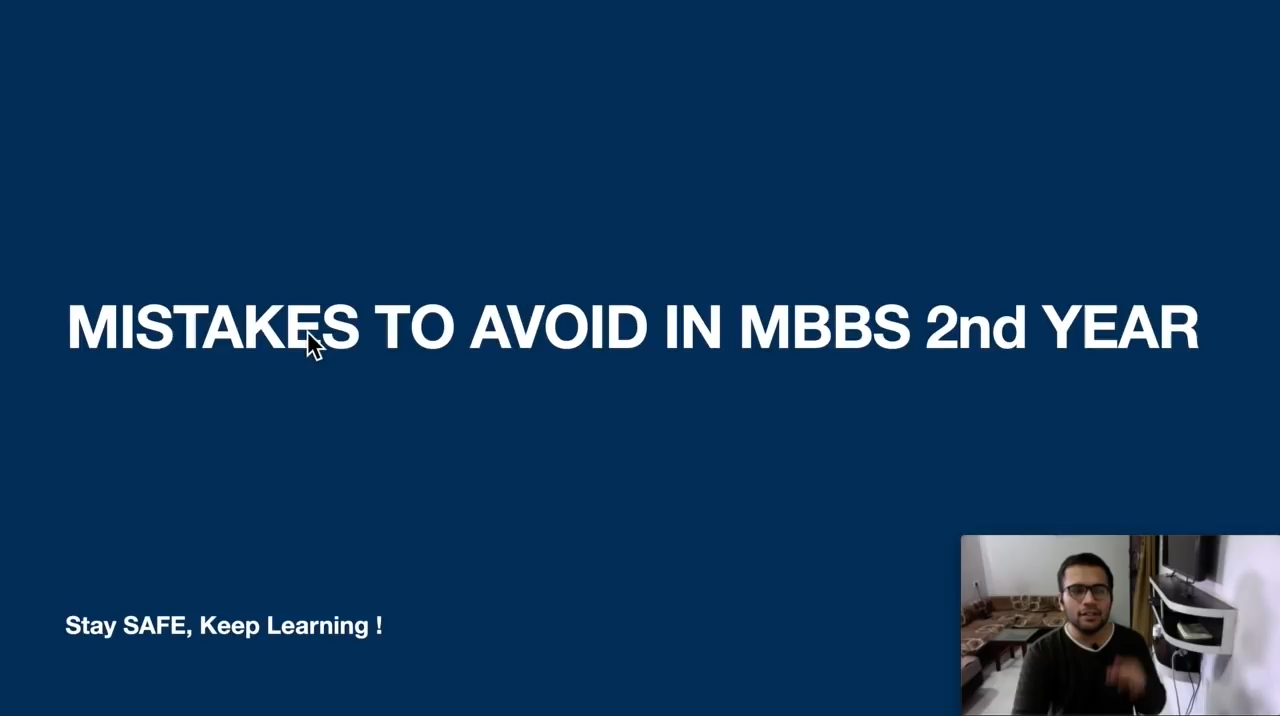 MISTAKES TO AVOID IN MBBS 2nd YEAR
Stay SAFE, Keep Learning !